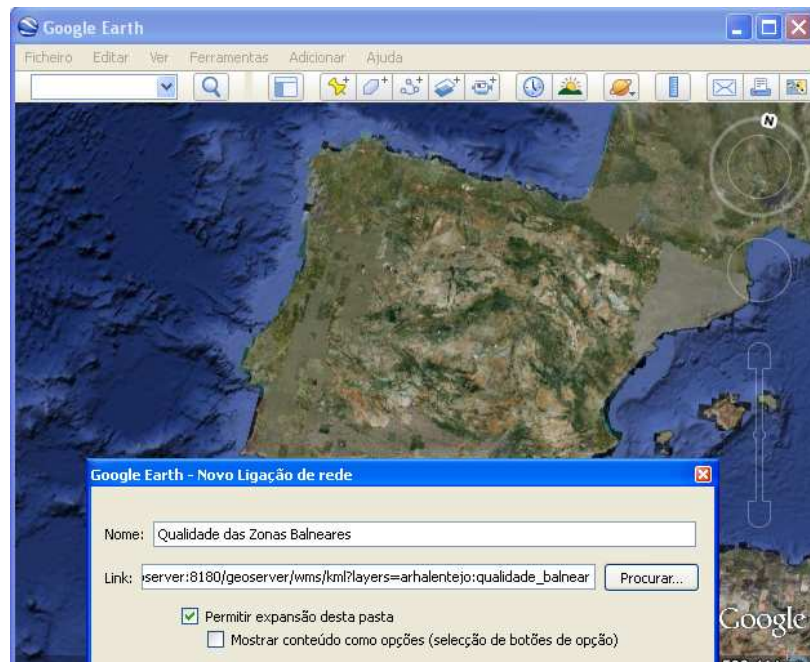 Google Earth
Ficheiro Editar Ver Ferramentas Adicionar Ajuda
N
Google Earth - Novo Ligação de rede
Nome: Qualidade das Zonas Balneares
Link: oserver:8180/geoserver/wms/kml?layers=arhalentejo:qualidade_balnear Procurar...
Permitir expansão desta pasta
Mostrar conteúdo como opções (selecção de botões de opção)
Google